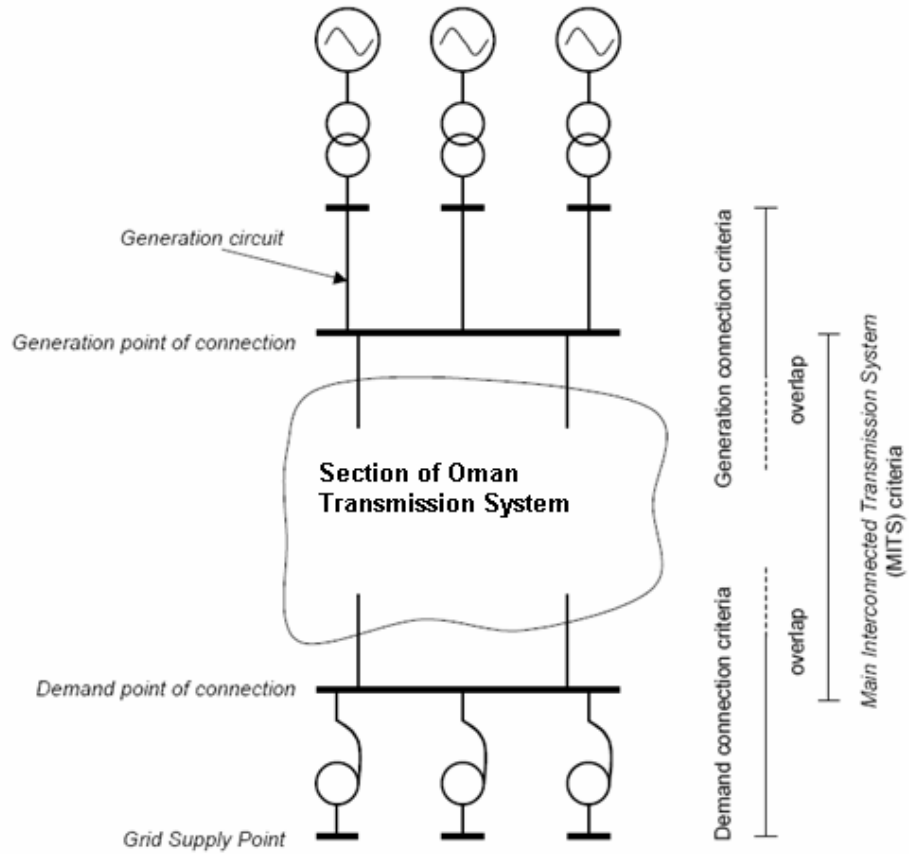 Generation circuit
Generation point of connection
Section of Oman
Transmission System
Demand point of connection
Grid Supply Point
Generation connection criteria
overlap
Demand connection criteria
overlap
Main Interconnected Transmission System
(MITS) criteria